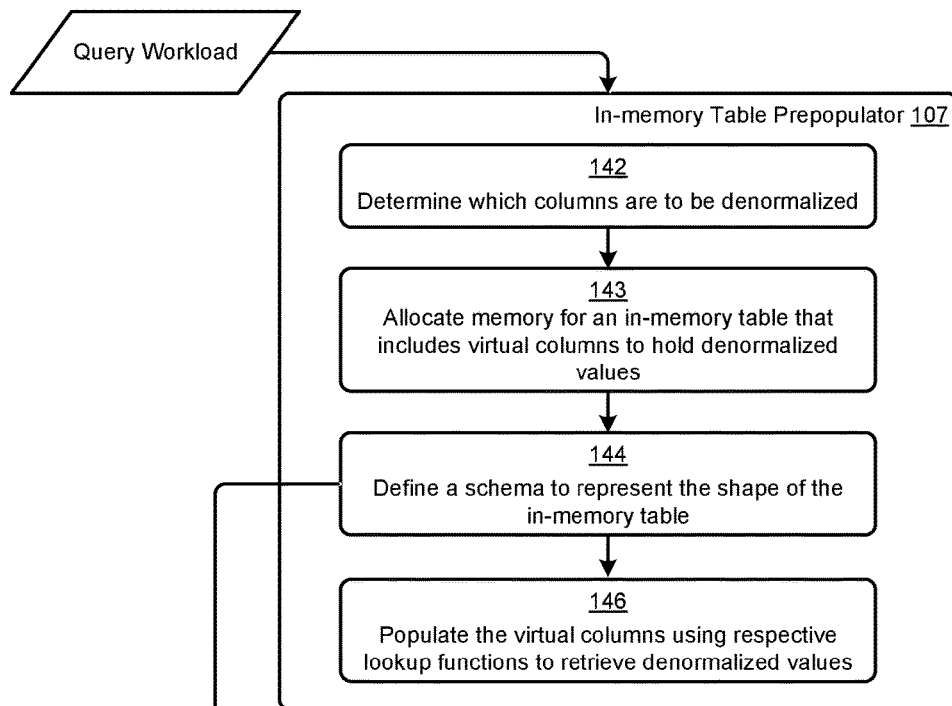 Query Workload
In-memory Table Prepopulator 107
142
Determine which columns are to be denormalized
143
Allocate memory for an in-memory table that
includes virtual columns to hold denormalized
values
144
Define a schema to represent the shape of the
in-memory table
146
Populate the virtual columns using respective
lookup functions to retrieve denormalized values